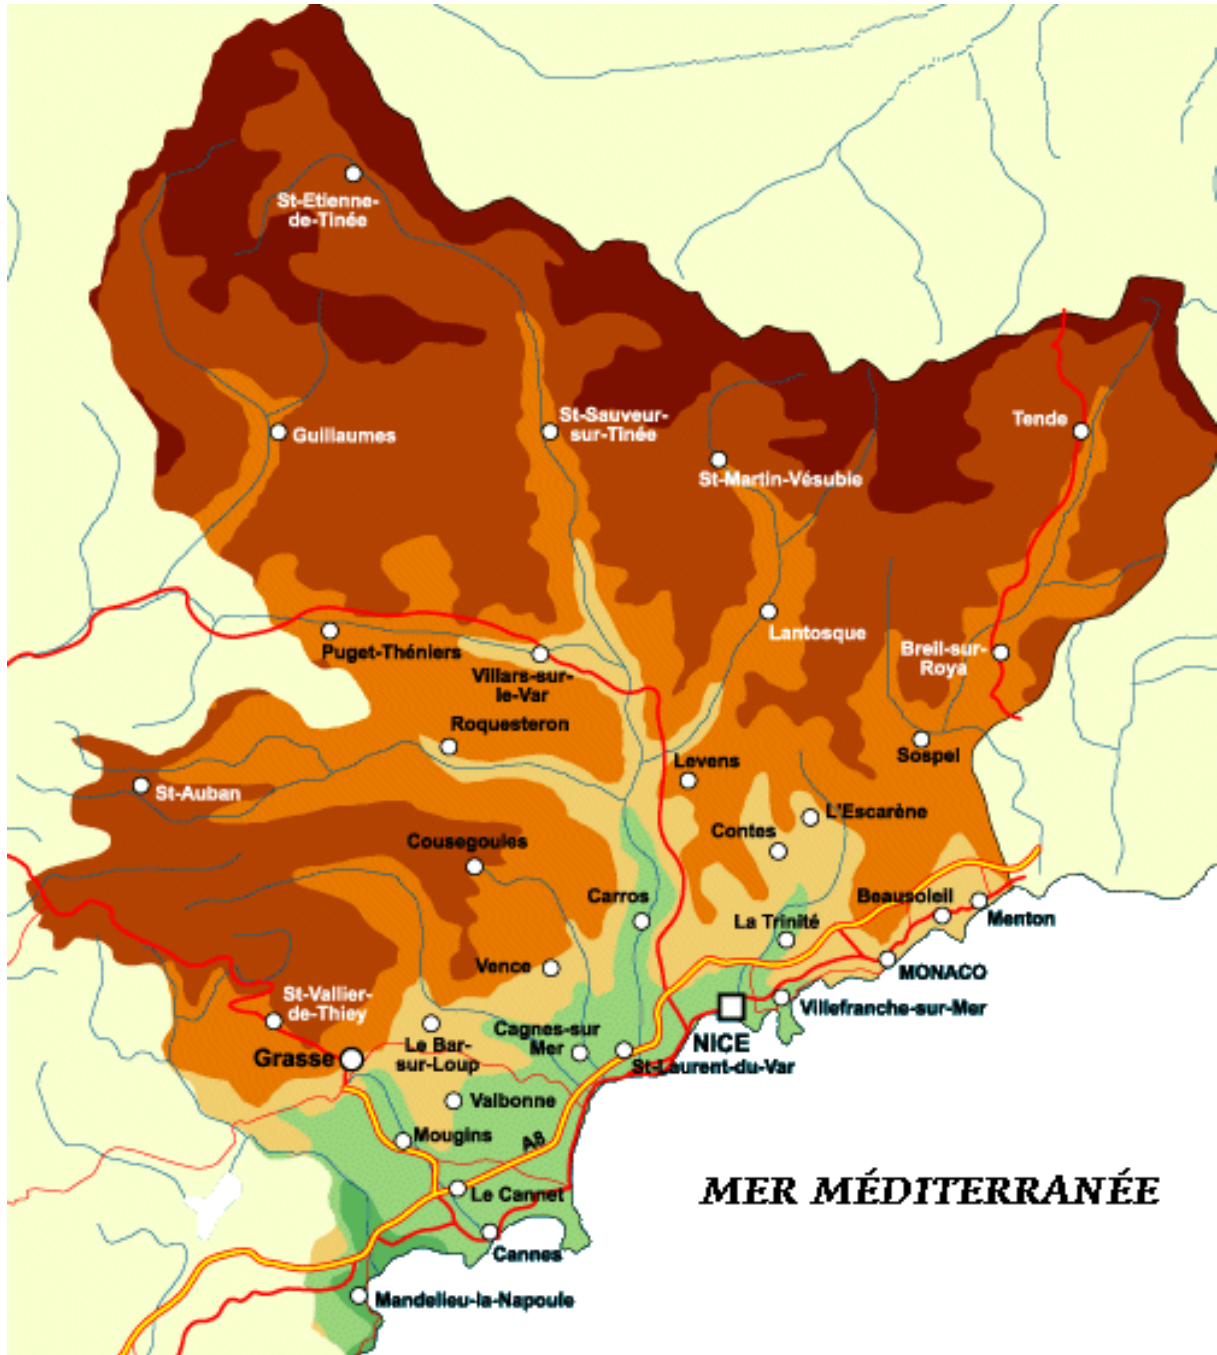 St-Etienne-
de-Tinée
Guillaumes
St-Sauveur-
sur-Tinée
Tende
St-Martin-Vésubie
Lantosque
Breil-sur-
Roya
Puget-Théniers
Villars-sur-
le-Var
Roquesteron
Sospel
Levens
St-Auban
L'Escarène
Contes
Cousegoules
Carros
Beausoleil
Menton
La Trinité
Vence
MONACO
St-Vallier-
de-Thiey
Villefranche-sur-Mer
Cagnes-sur
Mer
NICE
Le Bar-
sur-Loup
Grasse
St-Laurent-du-Var
Valbonne
Mougins
A8
Le Cannet
MER MÉDITERRANÉE
Cannes
Mandelieu-la-Napoule